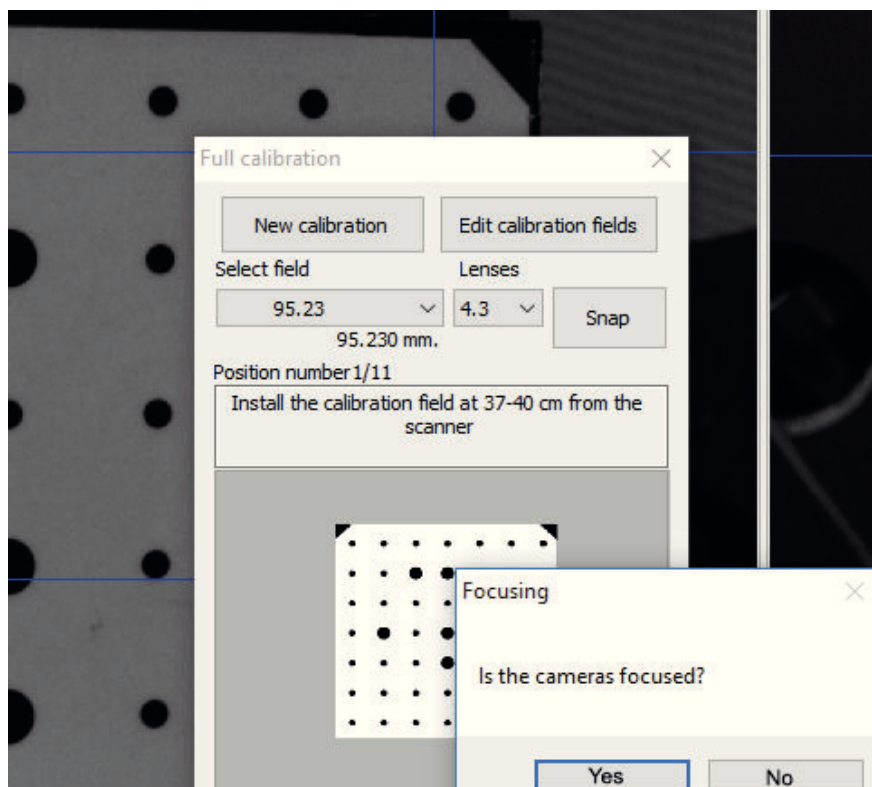 Full calibration
New calibration
Edit calibration fields
Select field
Lenses
95.23
4.3
Snap
95.230 mm.
Position number 1/11
Install the calibration field at 37-40 cm from the
scanner
Focusing
Is the cameras focused?
Yes
No